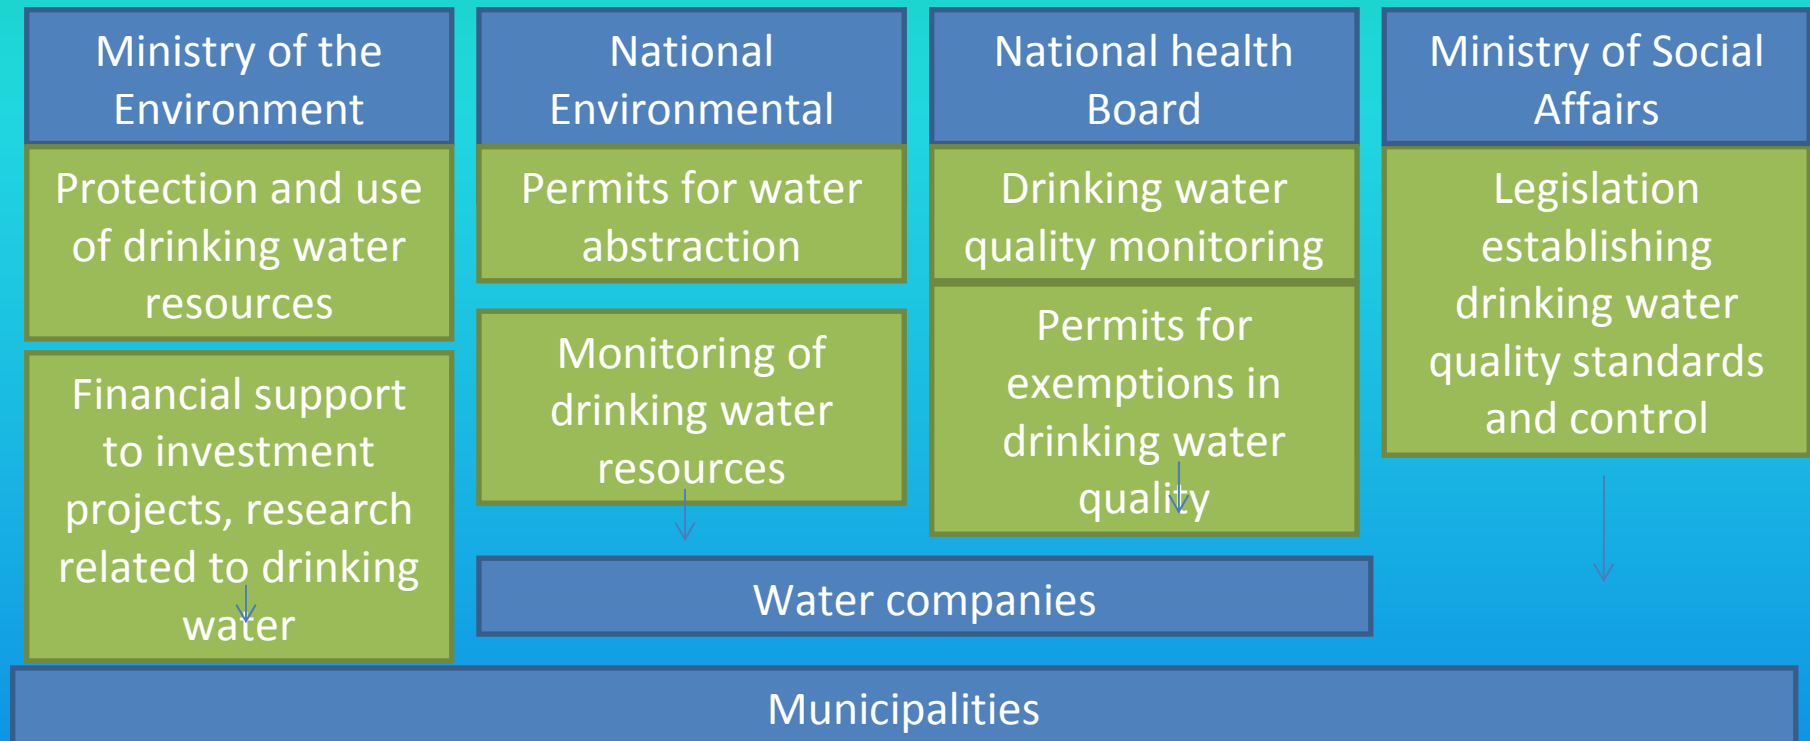 Ministry of the
Environment
Protection and use
of drinking water
resources
Financial support
to investment
projects, research
related to drinking
water
National
Environmental
Permits for water
abstraction
Monitoring of
drinking water
resources
National health
Board
Drinking water
quality monitoring
Permits for
exemptions in
drinking water
quality
Ministry of Social
Affairs
Legislation
establishing
drinking water
quality standards
and control
Water companies
Municipalities